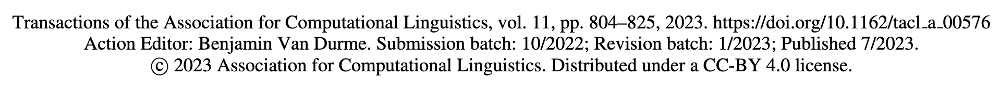 Transactions of the Association for Computational Linguistics, vol. 11, pp. 804–825, 2023. https://doi.org/10.1162/tacl_a_00576
Action Editor: Benjamin Van Durme. Submission batch: 10/2022; Revision batch: 1/2023; Published 7/2023.
© 2023 Association for Computational Linguistics. Distributed under a CC-BY 4.0 license.